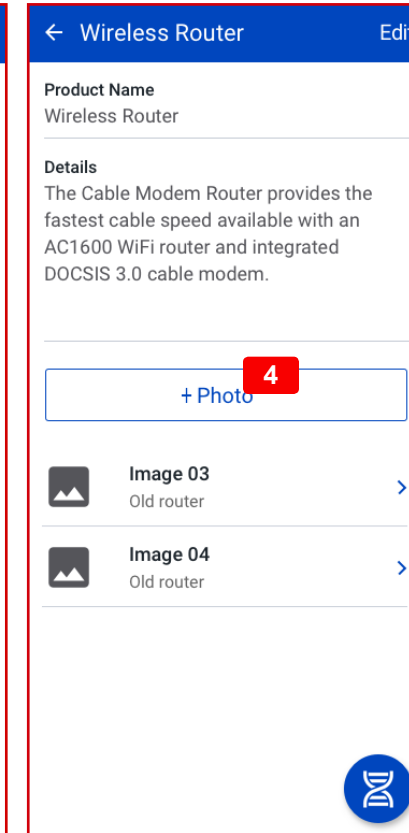 Wireless Router
Edit
Product Name
Wireless Router
Details
The Cable Modem Router provides the
fastest cable speed available with an
AC1600 WiFi router and integrated
DOCSIS 3.0 cable modem.
4
+ Photo
Image 03
Old router
Image 04
Old router